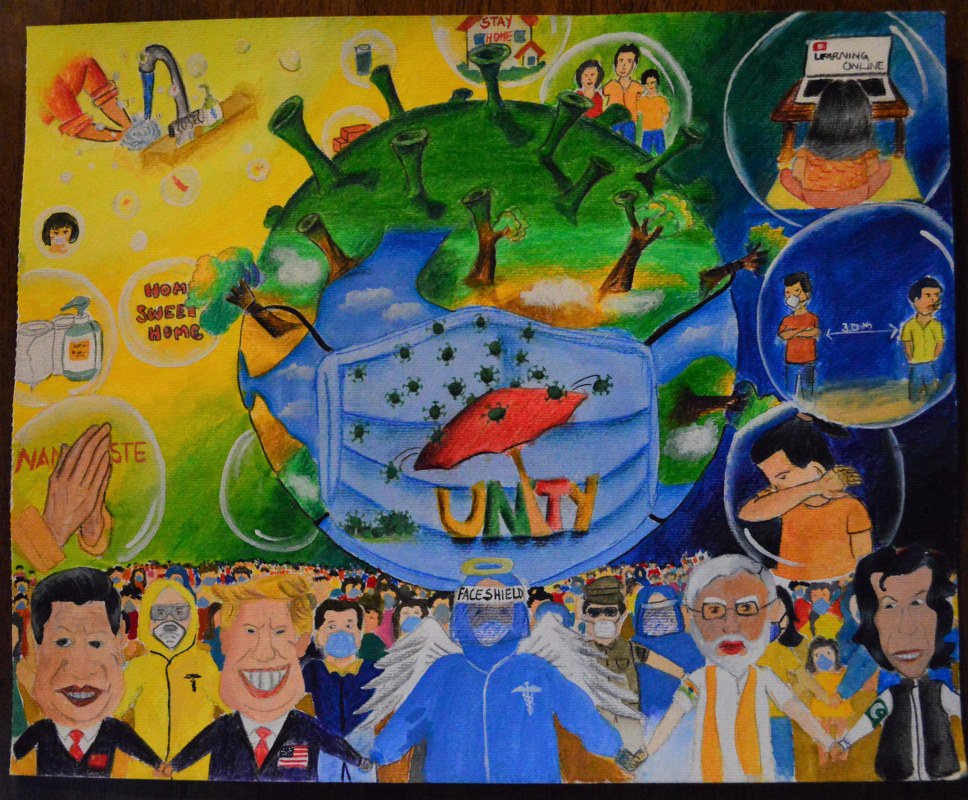 STAY
HOME
LEARNING
ONLINE
HOME
SWEET
HOME
NAMASTE
UNITY
FACESHIELD